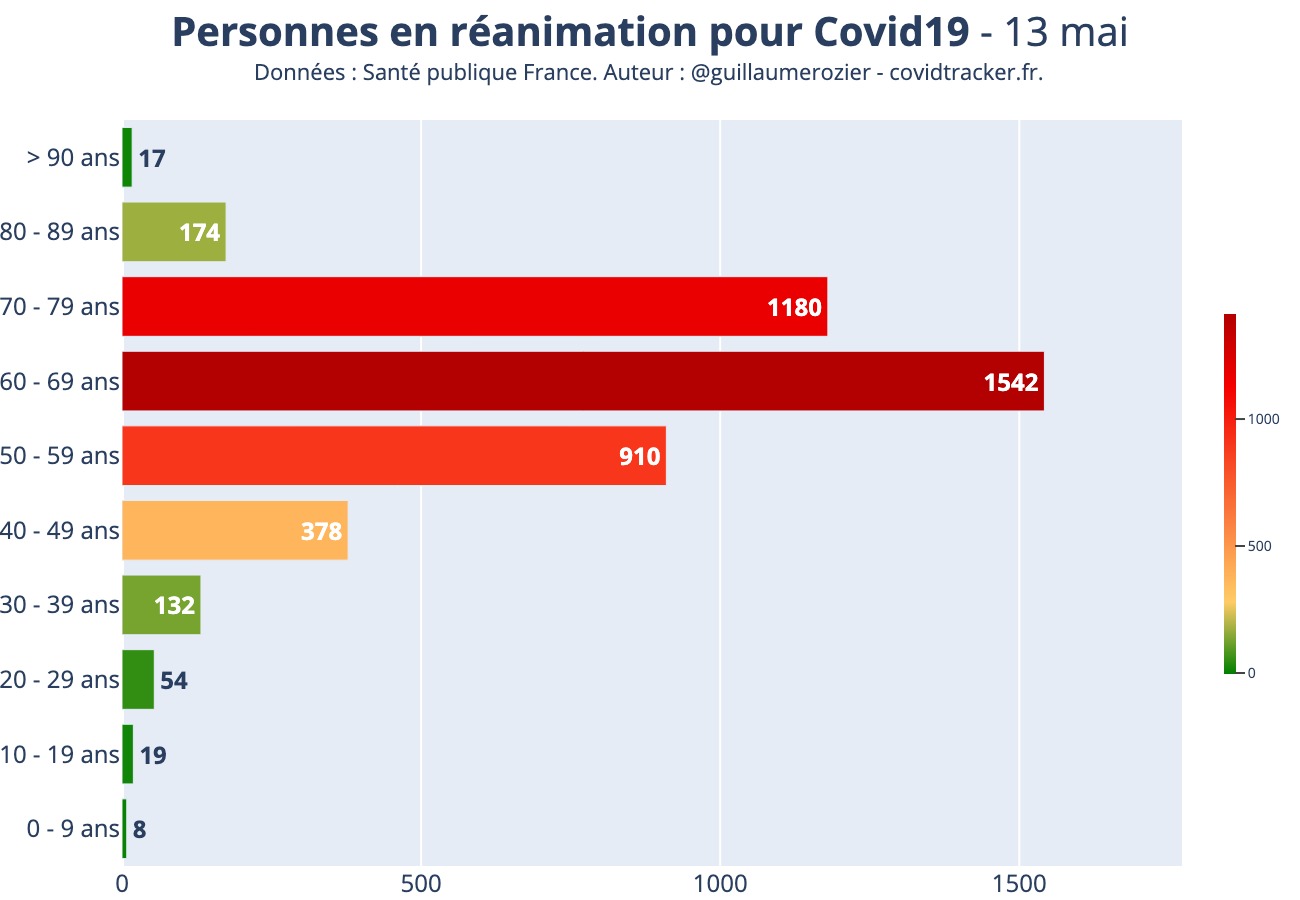 Personnes en réanimation pour Covid19 - 13 mai
Données : Santé publique France. Auteur : @guillaumerozier - covidtracker.fr.
> 90 ans 17
80 - 89 ans 174
70 - 79 ans 1180
60 - 69 ans 1542
50 - 59 ans 910
40 - 49 ans 378
30 - 39 ans 132
20 - 29 ans 54
10 - 19 ans 19
0 - 9 ans 8
0 500 1000 1500
1000
500
0